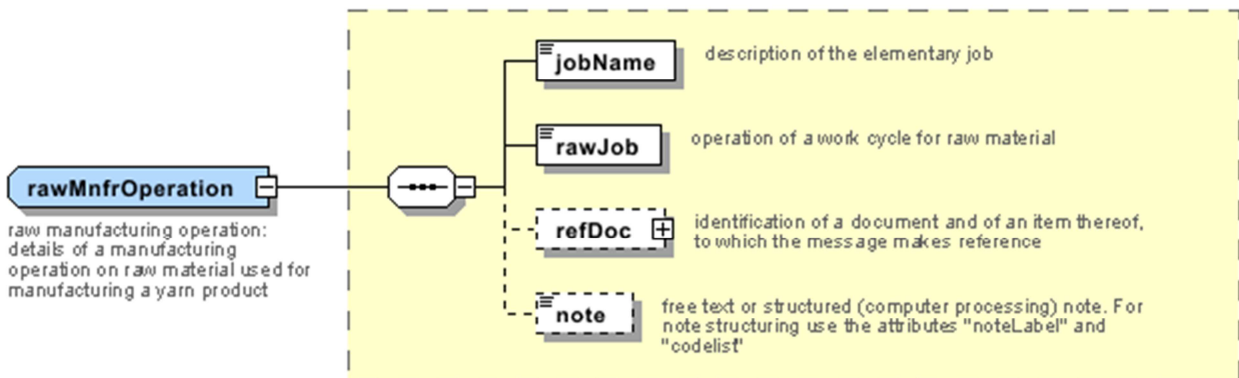 jobName
description of the elementary job
rawJob
operation of a work cycle for raw material
rawMnfrOperation
raw manufacturing operation:
details of a manufacturing
operation on raw material used for
manufacturing a yarn product
refDoc
identification of a document and of an item thereof,
to which the message makes reference
note
free text or structured (computer processing) note. For
note structuring use the attributes "noteLabel" and
"codelist"